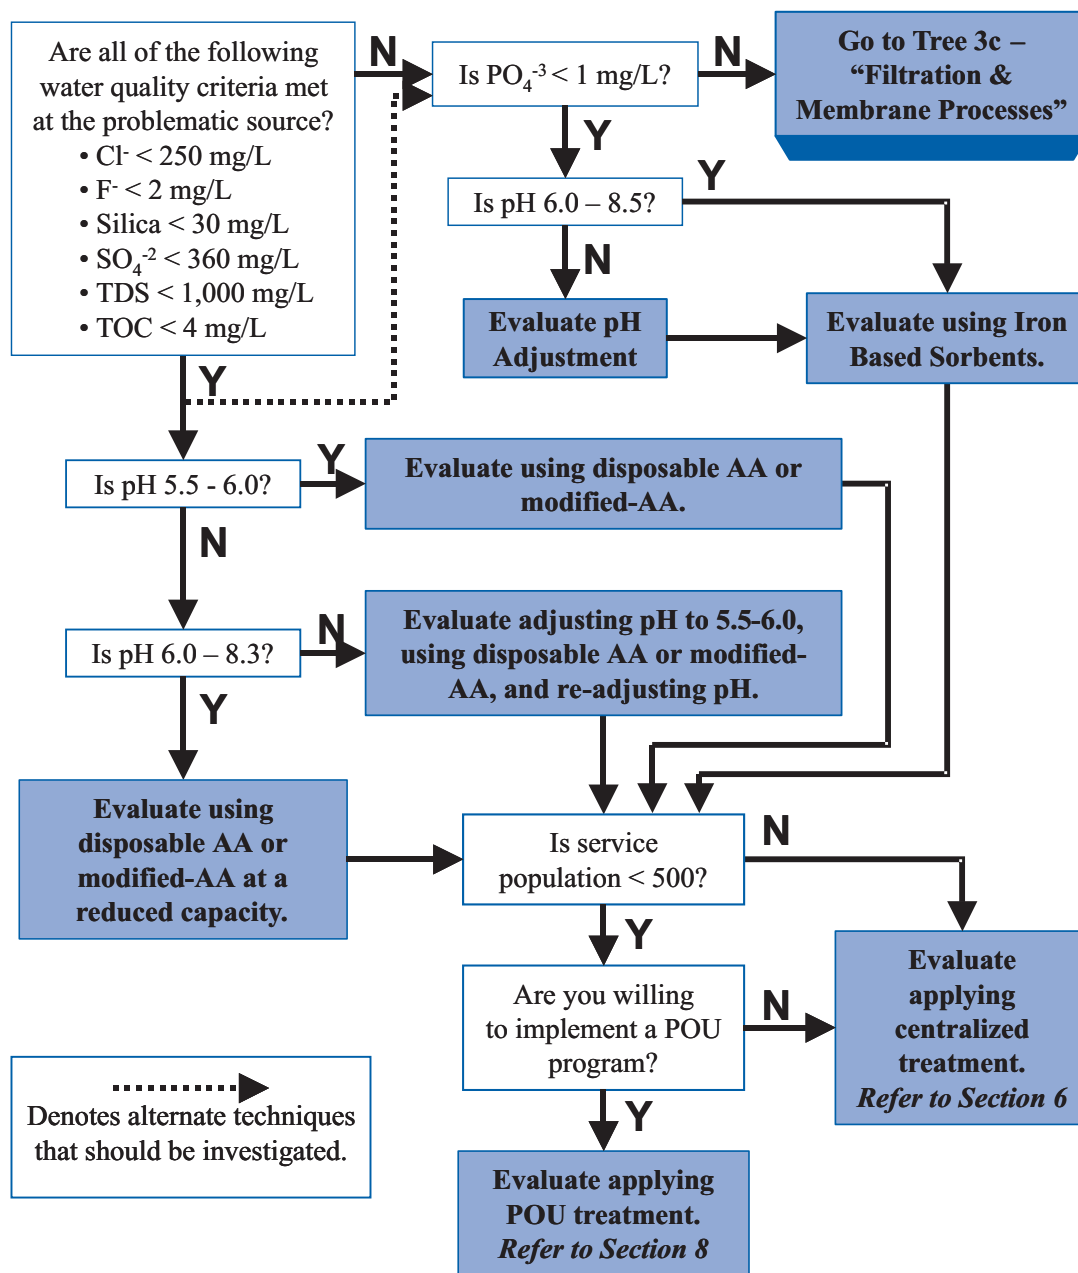 Are all of the following
water quality criteria met
at the problematic source?
• Cl⁻ < 250 mg/L
• F⁻ < 2 mg/L
• Silica < 30 mg/L
• SO₄⁻² < 360 mg/L
• TDS < 1,000 mg/L
• TOC < 4 mg/L
N
Is PO₄⁻³ < 1 mg/L?
N
Go to Tree 3c –
“Filtration &
Membrane Processes”
Y
Is pH 6.0 – 8.5?
Y
N
Evaluate pH
Adjustment
Evaluate using Iron
Based Sorbents.
Y
Is pH 5.5 - 6.0?
Y
Evaluate using disposable AA or
modified-AA.
N
Is pH 6.0 – 8.3?
N
Evaluate adjusting pH to 5.5-6.0,
using disposable AA or modified-
AA, and re-adjusting pH.
Y
Evaluate using
disposable AA or
modified-AA at a
reduced capacity.
Is service
population < 500?
N
Y
Are you willing
to implement a POU
program?
N
Evaluate
applying
centralized
treatment.
Refer to Section 6
Y
Evaluate applying
POU treatment.
Refer to Section 8
Denotes alternate techniques
that should be investigated.